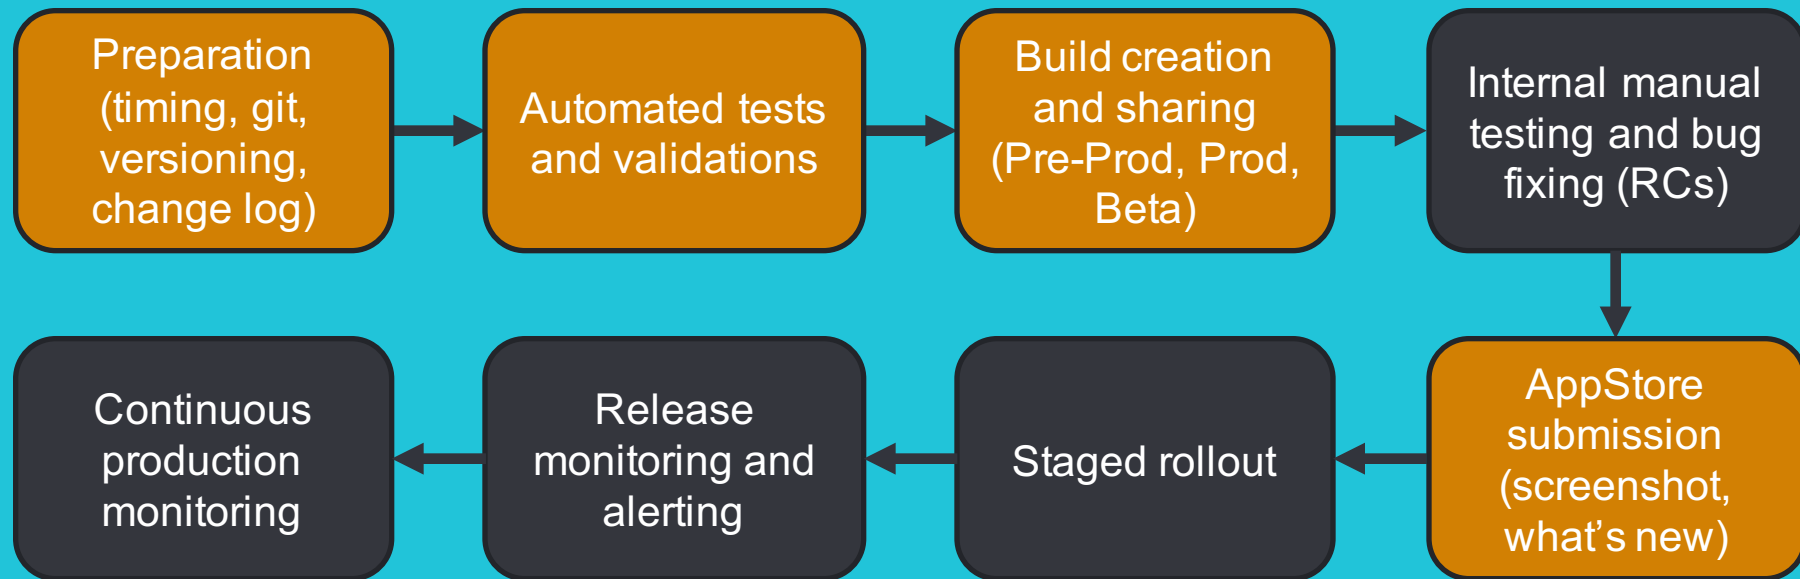 Preparation
(timing, git,
versioning,
change log)
Automated tests
and validations
Build creation
and sharing
(Pre-Prod, Prod,
Beta)
Internal manual
testing and bug
fixing (RCs)
AppStore
submission
(screenshot,
what’s new)
Staged rollout
Release
monitoring and
alerting
Continuous
production
monitoring